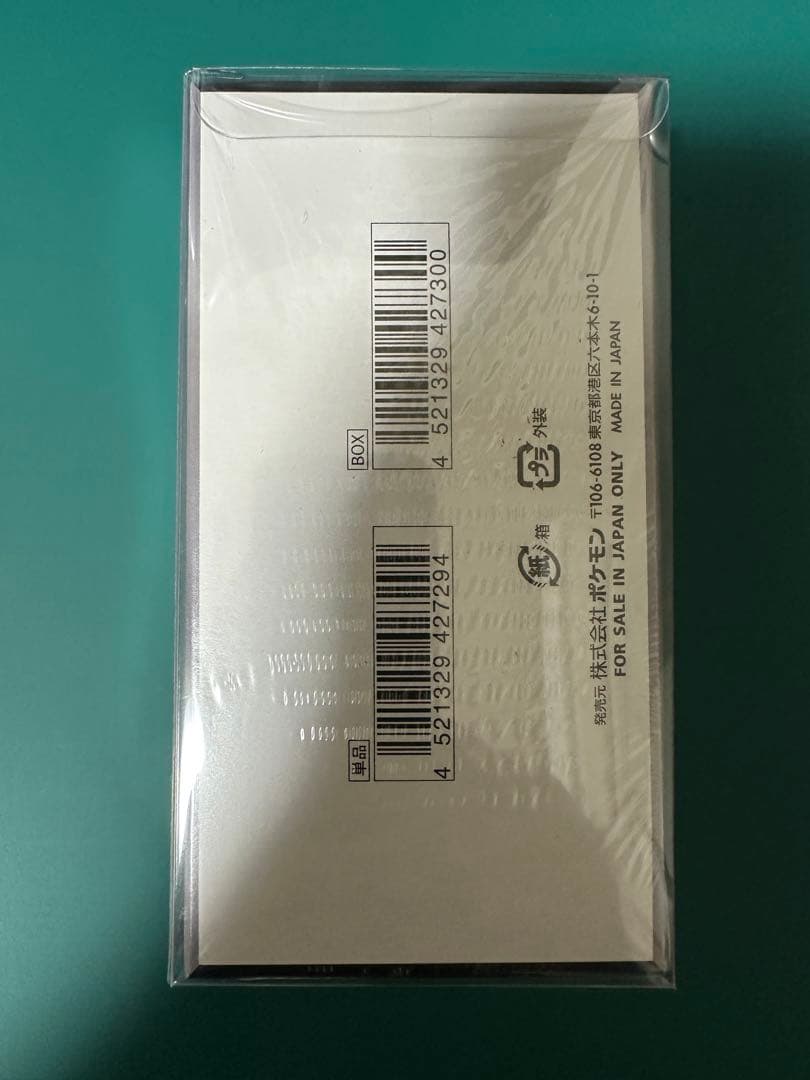 単品
4 521329 427294
BOX
4 521329 427300
紙 箱
プラ 外装
発売元 株式会社ポケモン 〒106-6108 東京都港区六本木6-10-1
FOR SALE IN JAPAN ONLY MADE IN JAPAN